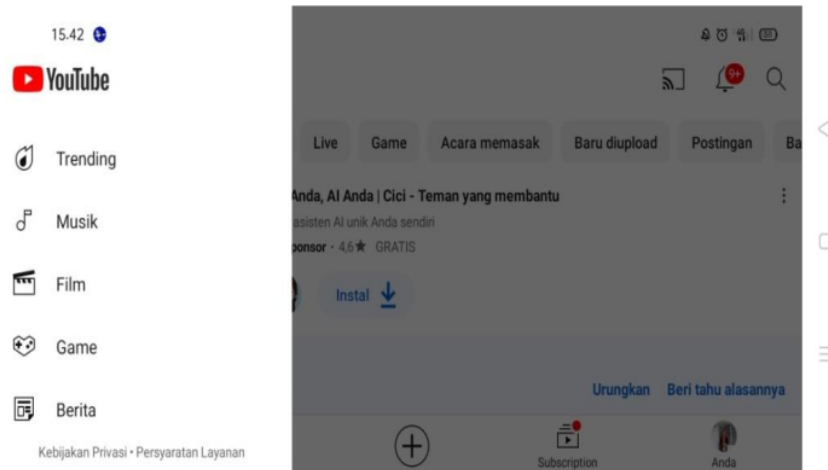 15.42
YouTube
Trending
Musik
Film
Game
Berita
Kebijakan Privasi • Persyaratan Layanan
9+
Live
Game
Acara memasak
Baru diupload
Postingan
Ba
Anda, AI Anda | Cici - Teman yang membantu
asisten AI unik Anda sendiri
ponsor • 4,6★ GRATIS
Instal
Urungkan
Beri tahu alasannya
Subscription
Anda